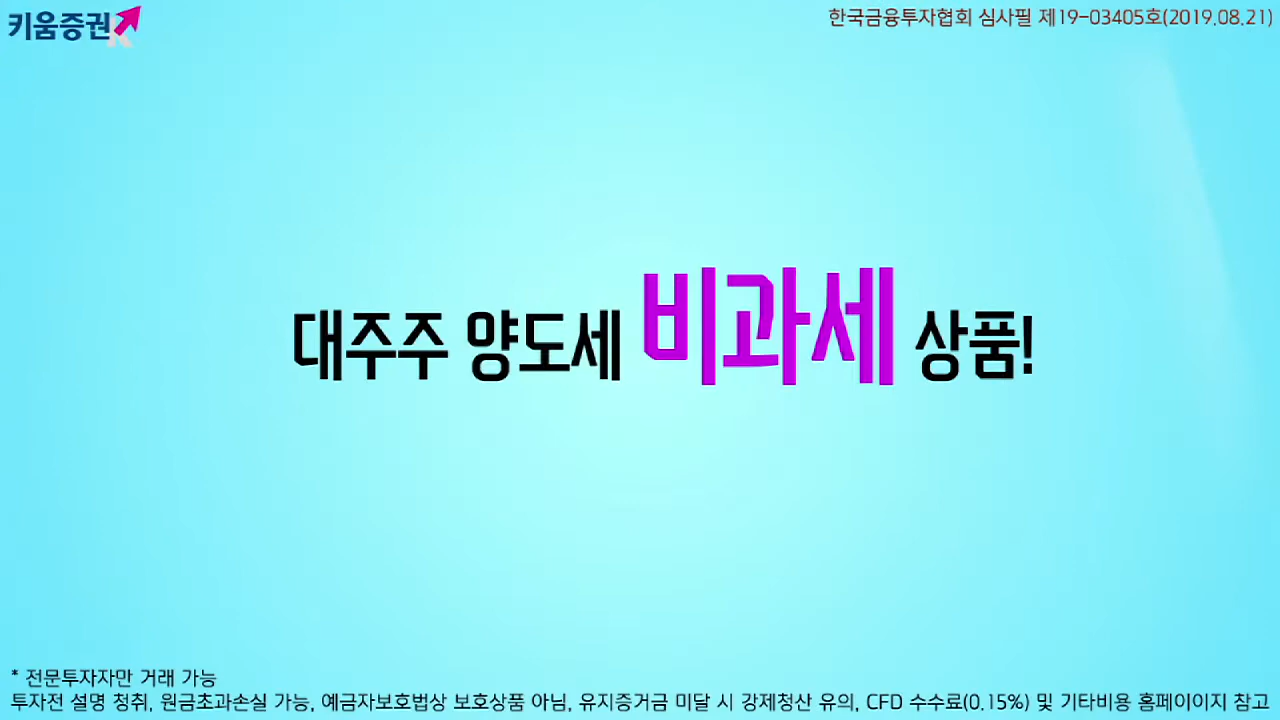 키움증권
한국금융투자협회 심사필 제19-03405호(2019.08.21)
대주주 양도세 비과세 상품!
* 전문투자자만 거래 가능
투자전 설명 청취, 원금초과손실 가능, 예금자보호법상 보호상품 아님, 유지증거금 미달 시 강제청산 유의, CFD 수수료(0.15%) 및 기타비용 홈페이이지 참고